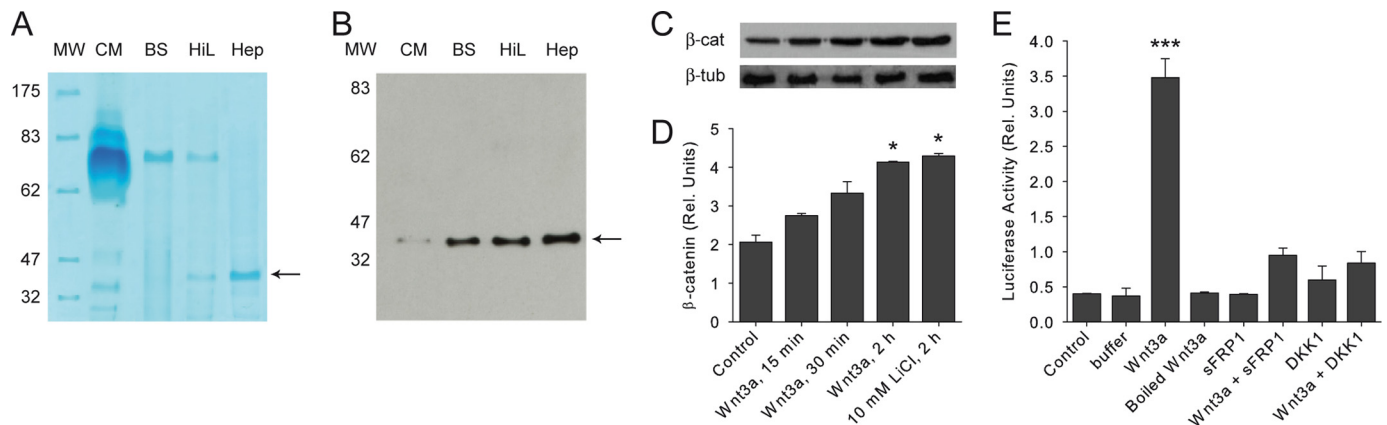 A
MW CM BS HiL Hep
175
83
62
47
32
B
MW CM BS HiL Hep
83
62
47
32
C
β-cat
β-tub
D
β-catenin (Rel. Units)
5
4
3
2
1
0
* *
Control
Wnt3a, 15 min
Wnt3a, 30 min
Wnt3a, 2 h
10 mM LiCl, 2 h
E
Luciferase Activity (Rel. Units)
4.0
3.5
3.0
2.5
2.0
1.5
1.0
0.5
0.0
***
Control
buffer
Wnt3a
Boiled Wnt3a
sFRP1
Wnt3a + sFRP1
DKK1
Wnt3a + DKK1